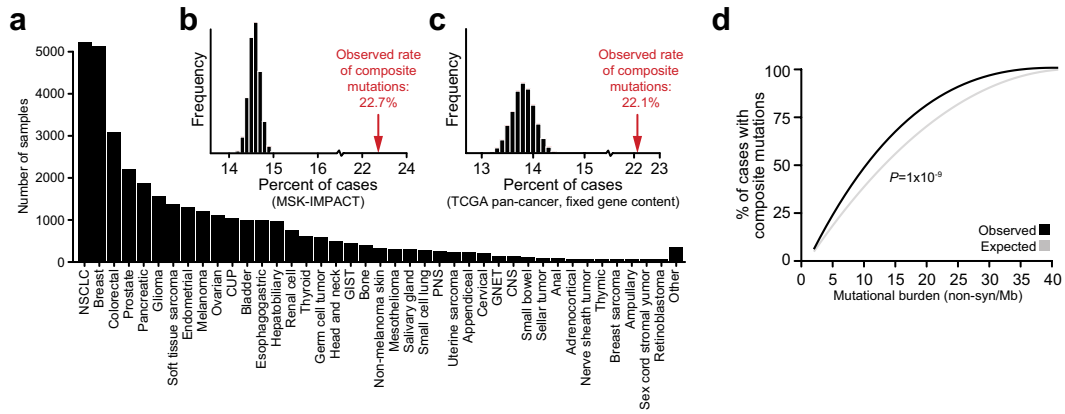 a
Number of samples
5000
4000
3000
2000
1000
0
NSCLC
Breast
Colorectal
Prostate
Pancreatic
Glioma
Soft tissue sarcoma
Endometrial
Melanoma
Ovarian
CUP
Bladder
Esophagogastric
Hepatobiliary
Renal cell
Thyroid
Germ cell tumor
Head and neck
GIST
Bone
Non-melanoma skin
Mesothelioma
Salivary gland
Small cell lung
PNS
Uterine sarcoma
Appendiceal
Cervical
GNET
CNS
Small bowel
Sellar tumor
Anal
Adrenocortical
Nerve sheath tumor
Thymic
Breast sarcoma
Ampullary
Sex cord stromal yumor
Retinoblastoma
Other
b
Frequency
Observed rate
of composite
mutations:
22.7%
14 15 16 22 24
Percent of cases
(MSK-IMPACT)
c
Frequency
Observed rate
of composite
mutations:
22.1%
13 14 15 22 23
Percent of cases
(TCGA pan-cancer, fixed gene content)
d
% of cases with
composite mutations
100
75
50
25
0
P=1x10⁻⁹
Observed
Expected
0 5 10 15 20 25 30 35 40
Mutational burden (non-syn/Mb)